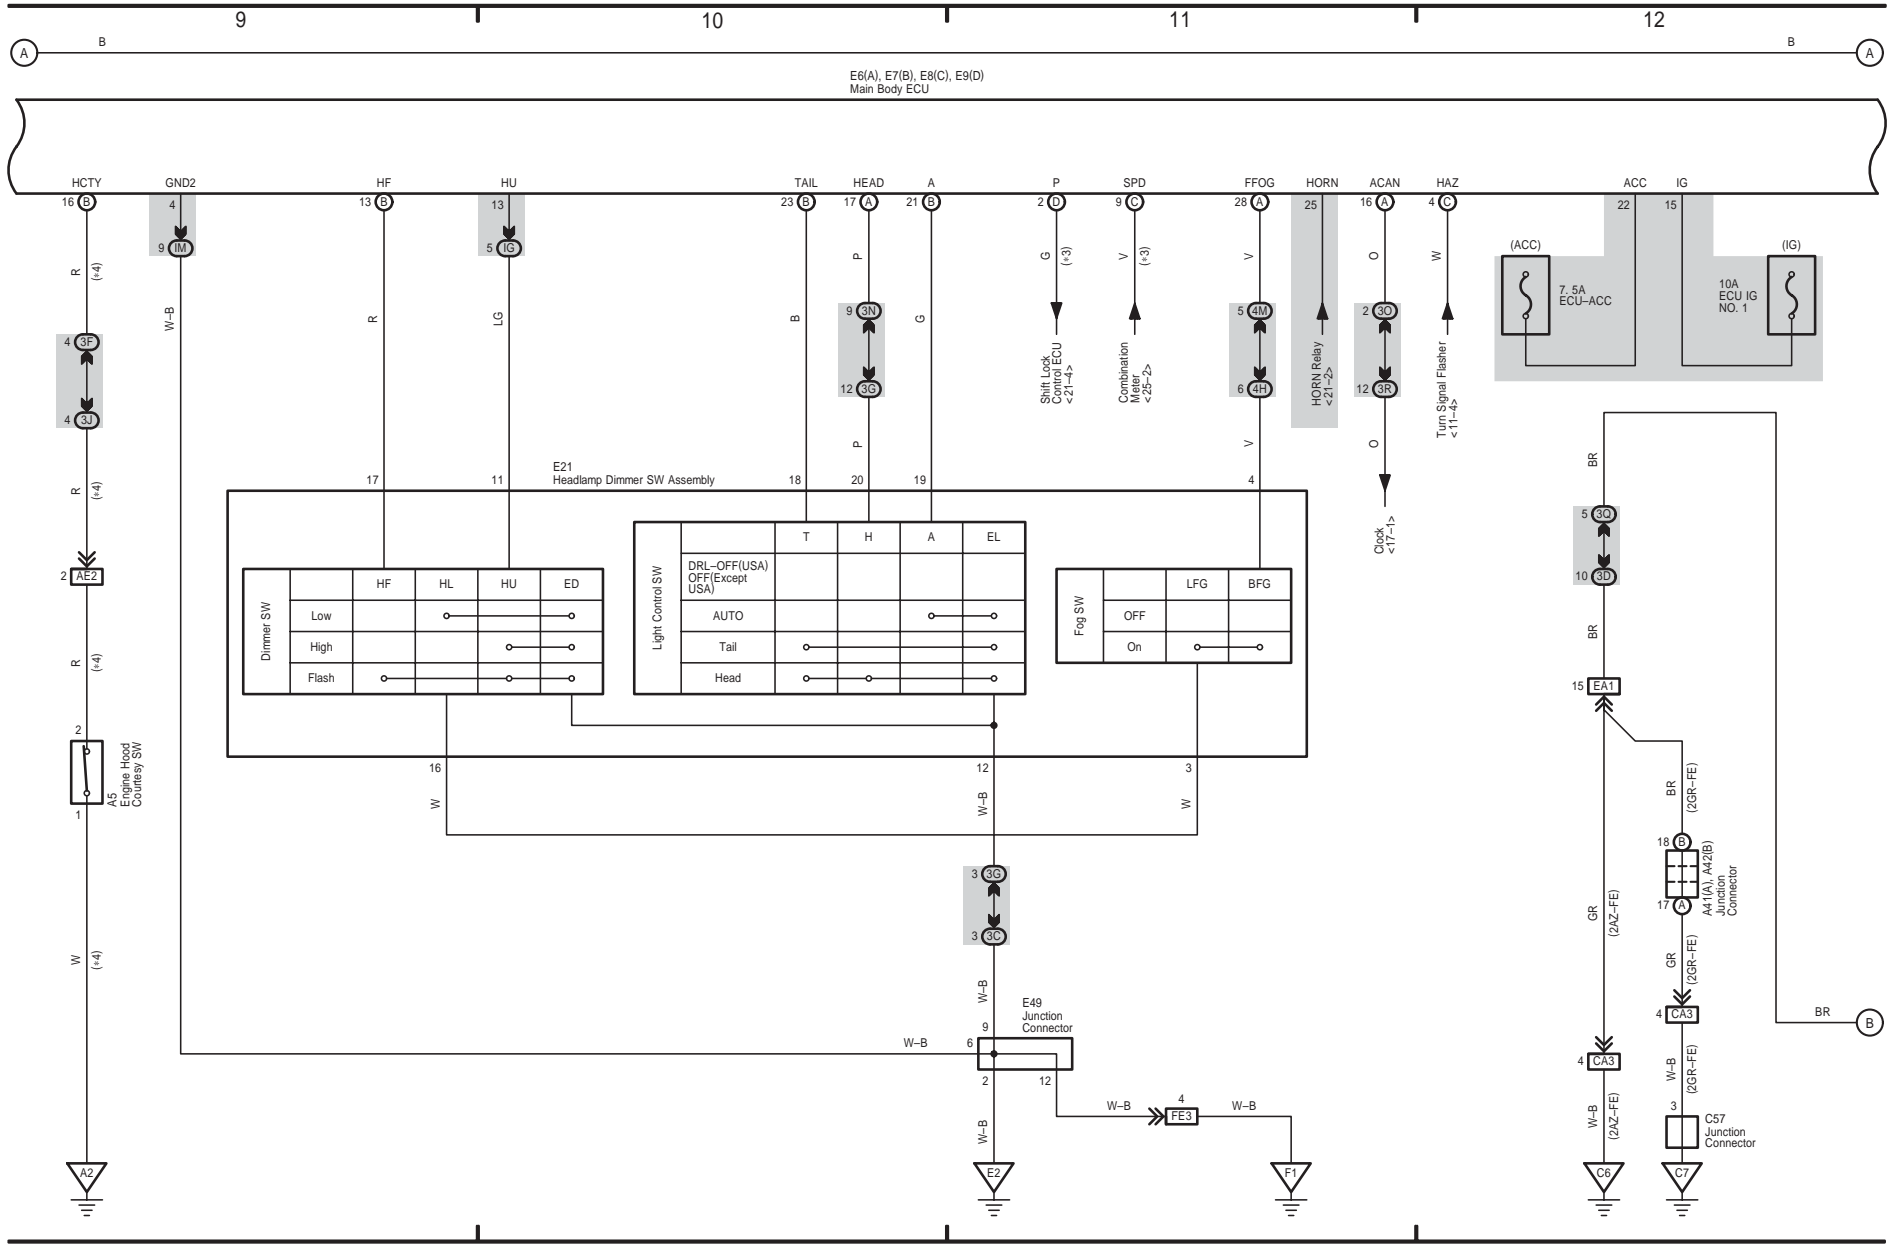 9
10
11
12
A
B
B
A
E6(A), E7(B), E8(C), E9(D)
Main Body ECU
HCTY
GND2
HF
HU
TAIL
HEAD
A
P
SPD
FFOG
HORN
ACAN
HAZ
ACC
IG
16 B
4
13 B
13
23 B
17 A
21 B
2 D
9 C
28 A
25
16 A
4 C
22
15
9 IM
5 IG
R
(*4)
W–B
R
LG
B
P
G
G
(*3)
V
(*3)
V
O
W
(ACC)
7. 5A
ECU–ACC
(IG)
10A
ECU IG
NO. 1
4 3F
4 3J
9 3N
12 3G
5 4M
6 4H
2 3O
12 3R
Shift Lock
Control ECU
<21–4>
Combination
Meter
<25–2>
HORN Relay
<21–2>
Turn Signal Flasher
<11–4>
R
(*4)
P
V
O
Clock
<17–1>
BR
5 3Q
10 3D
BR
15 EA1
E21
Headlamp Dimmer SW Assembly
17
11
18
20
19
4
2 AE2
R
(*4)
2
A5
Engine Hood
Courtesy SW
1
W
(*4)
A2
Dimmer SW
HF
HL
HU
ED
Low
High
Flash
Light Control SW
T
H
A
EL
DRL–OFF(USA)
OFF(Except
USA)
AUTO
Tail
Head
Fog SW
LFG
BFG
OFF
On
16
12
3
W
W–B
W
3 3G
3 3C
W–B
E49
Junction
Connector
9
W–B
6
2
12
W–B
W–B
4
FE3
W–B
E2
F1
BR
(2GR–FE)
18 B
A41(A), A42(B)
Junction
Connector
17 A
GR
(2AZ–FE)
GR
(2GR–FE)
4 CA3
4 CA3
W–B
(2AZ–FE)
W–B
(2GR–FE)
3
C57
Junction
Connector
C6
C7
BR
B